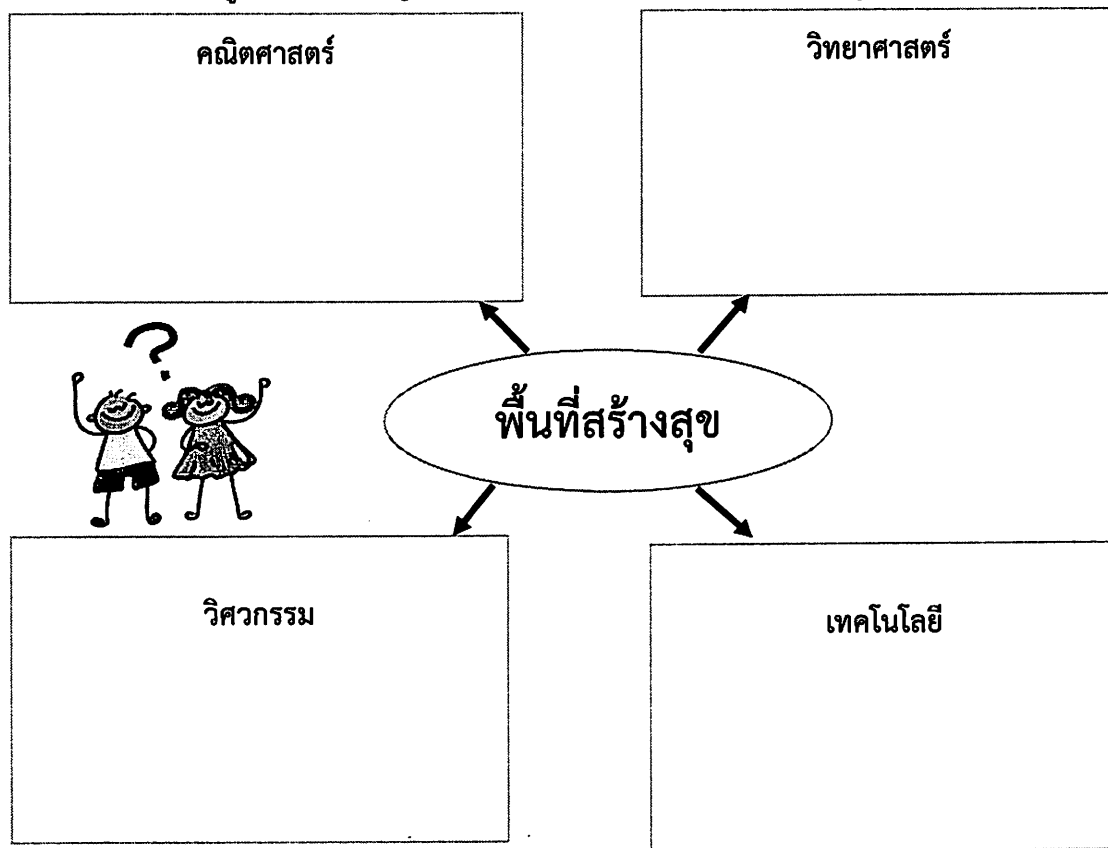 คณิตศาสตร์
วิทยาศาสตร์
?
พื้นที่สร้างสุข
วิศวกรรม
เทคโนโลยี